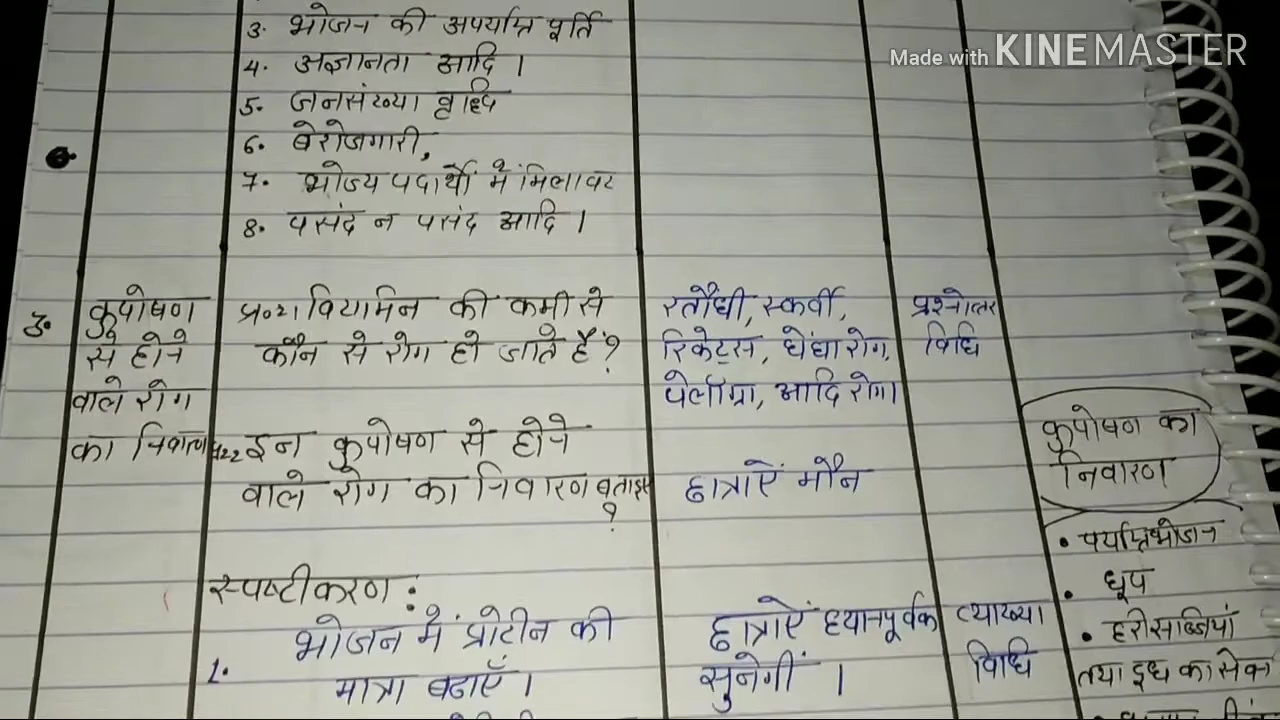 3. भोजन की अपर्याप्त पूर्ति
4. अज्ञानता आदि ।
5. जनसंख्या वृद्धि
6. बेरोजगारी,
7. भोज्य पदार्थों में मिलावट
8. पसंद न पसंद आदि ।
Made with KINEMASTER
3.
कुपोषण
से होने
वाले रोग
का निवारण
प्र०21 विटामिन की कमी से
कौन से रोग हो जाते हैं?
इन कुपोषण से होने
वाले रोग का निवारण बताइए
?
स्पष्टीकरण :
1. भोजन में प्रोटीन की
मात्रा बढाएँ ।
रतौंधी, स्कर्वी,
रिकेट्स, घेंघा रोग,
पेलाग्रा, आदि रोग।
छात्राऐं मौन
छात्राऐं ध्यानपूर्वक
सुनेगीं ।
प्रश्नोत्तर
विधि
व्याख्या
विधि
कुपोषण का
निवारण
• पर्याप्त भोजन
• धूप
• हरी सब्जियां
तथा दूध का सेवन